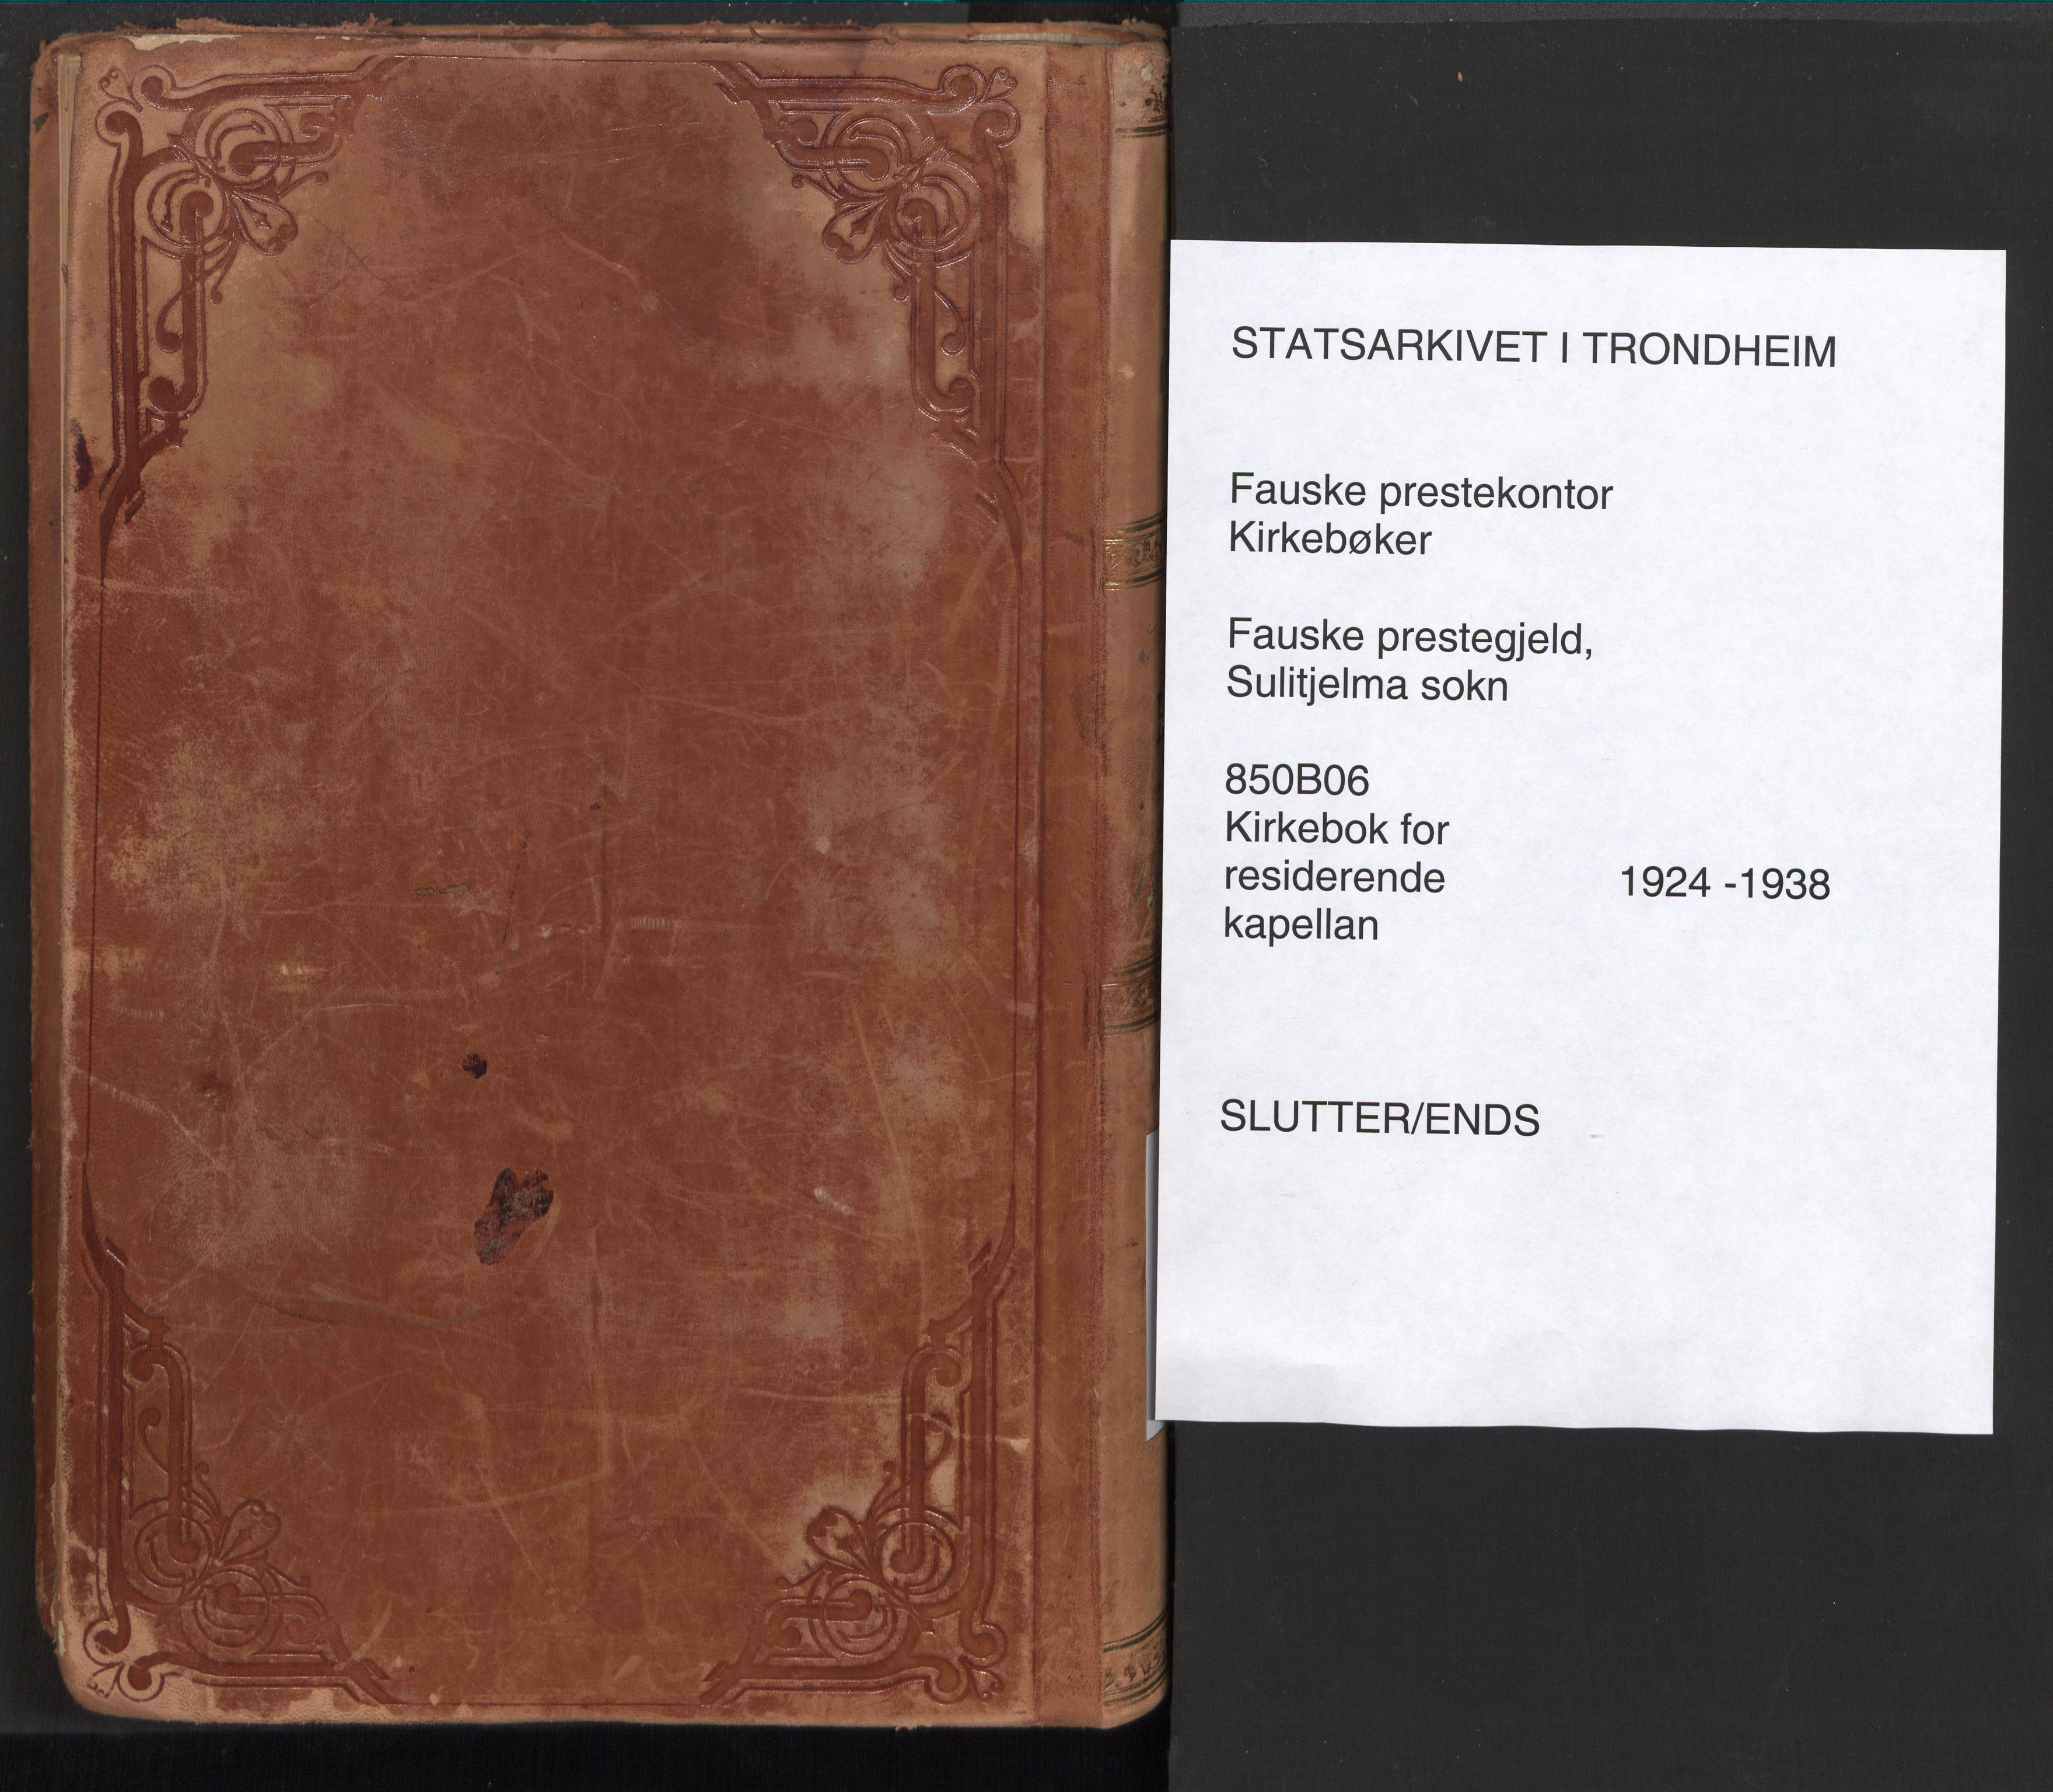 STATSARKIVET I TRONDHEIM
Fauske prestekontor
Kirkebøker
Fauske prestegjeld,
Sulitjelma sokn
850B06
Kirkebok for
residerende 1924 -1938
kapellan
SLUTTER/ENDS